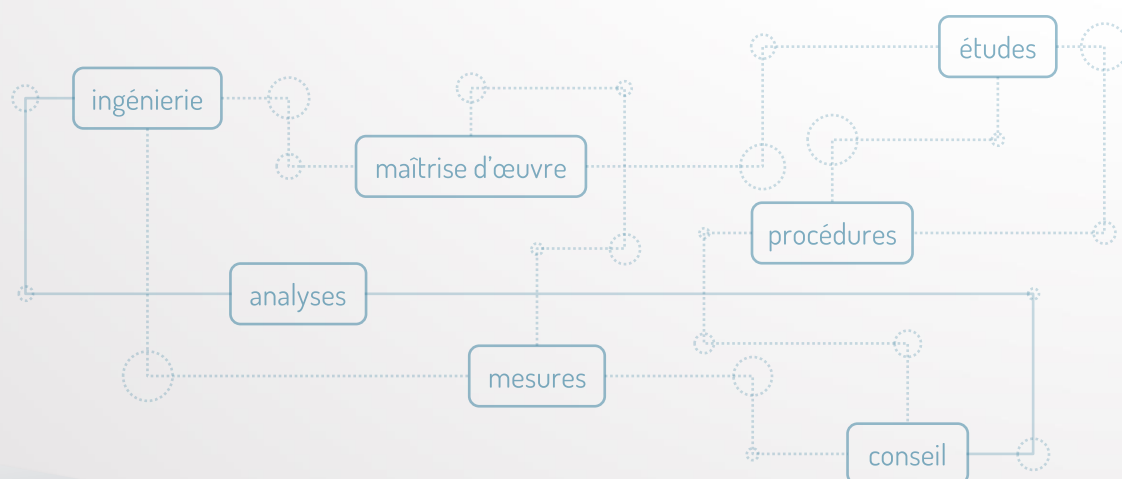 études
ingénierie
maîtrise d'œuvre
procédures
analyses
mesures
conseil